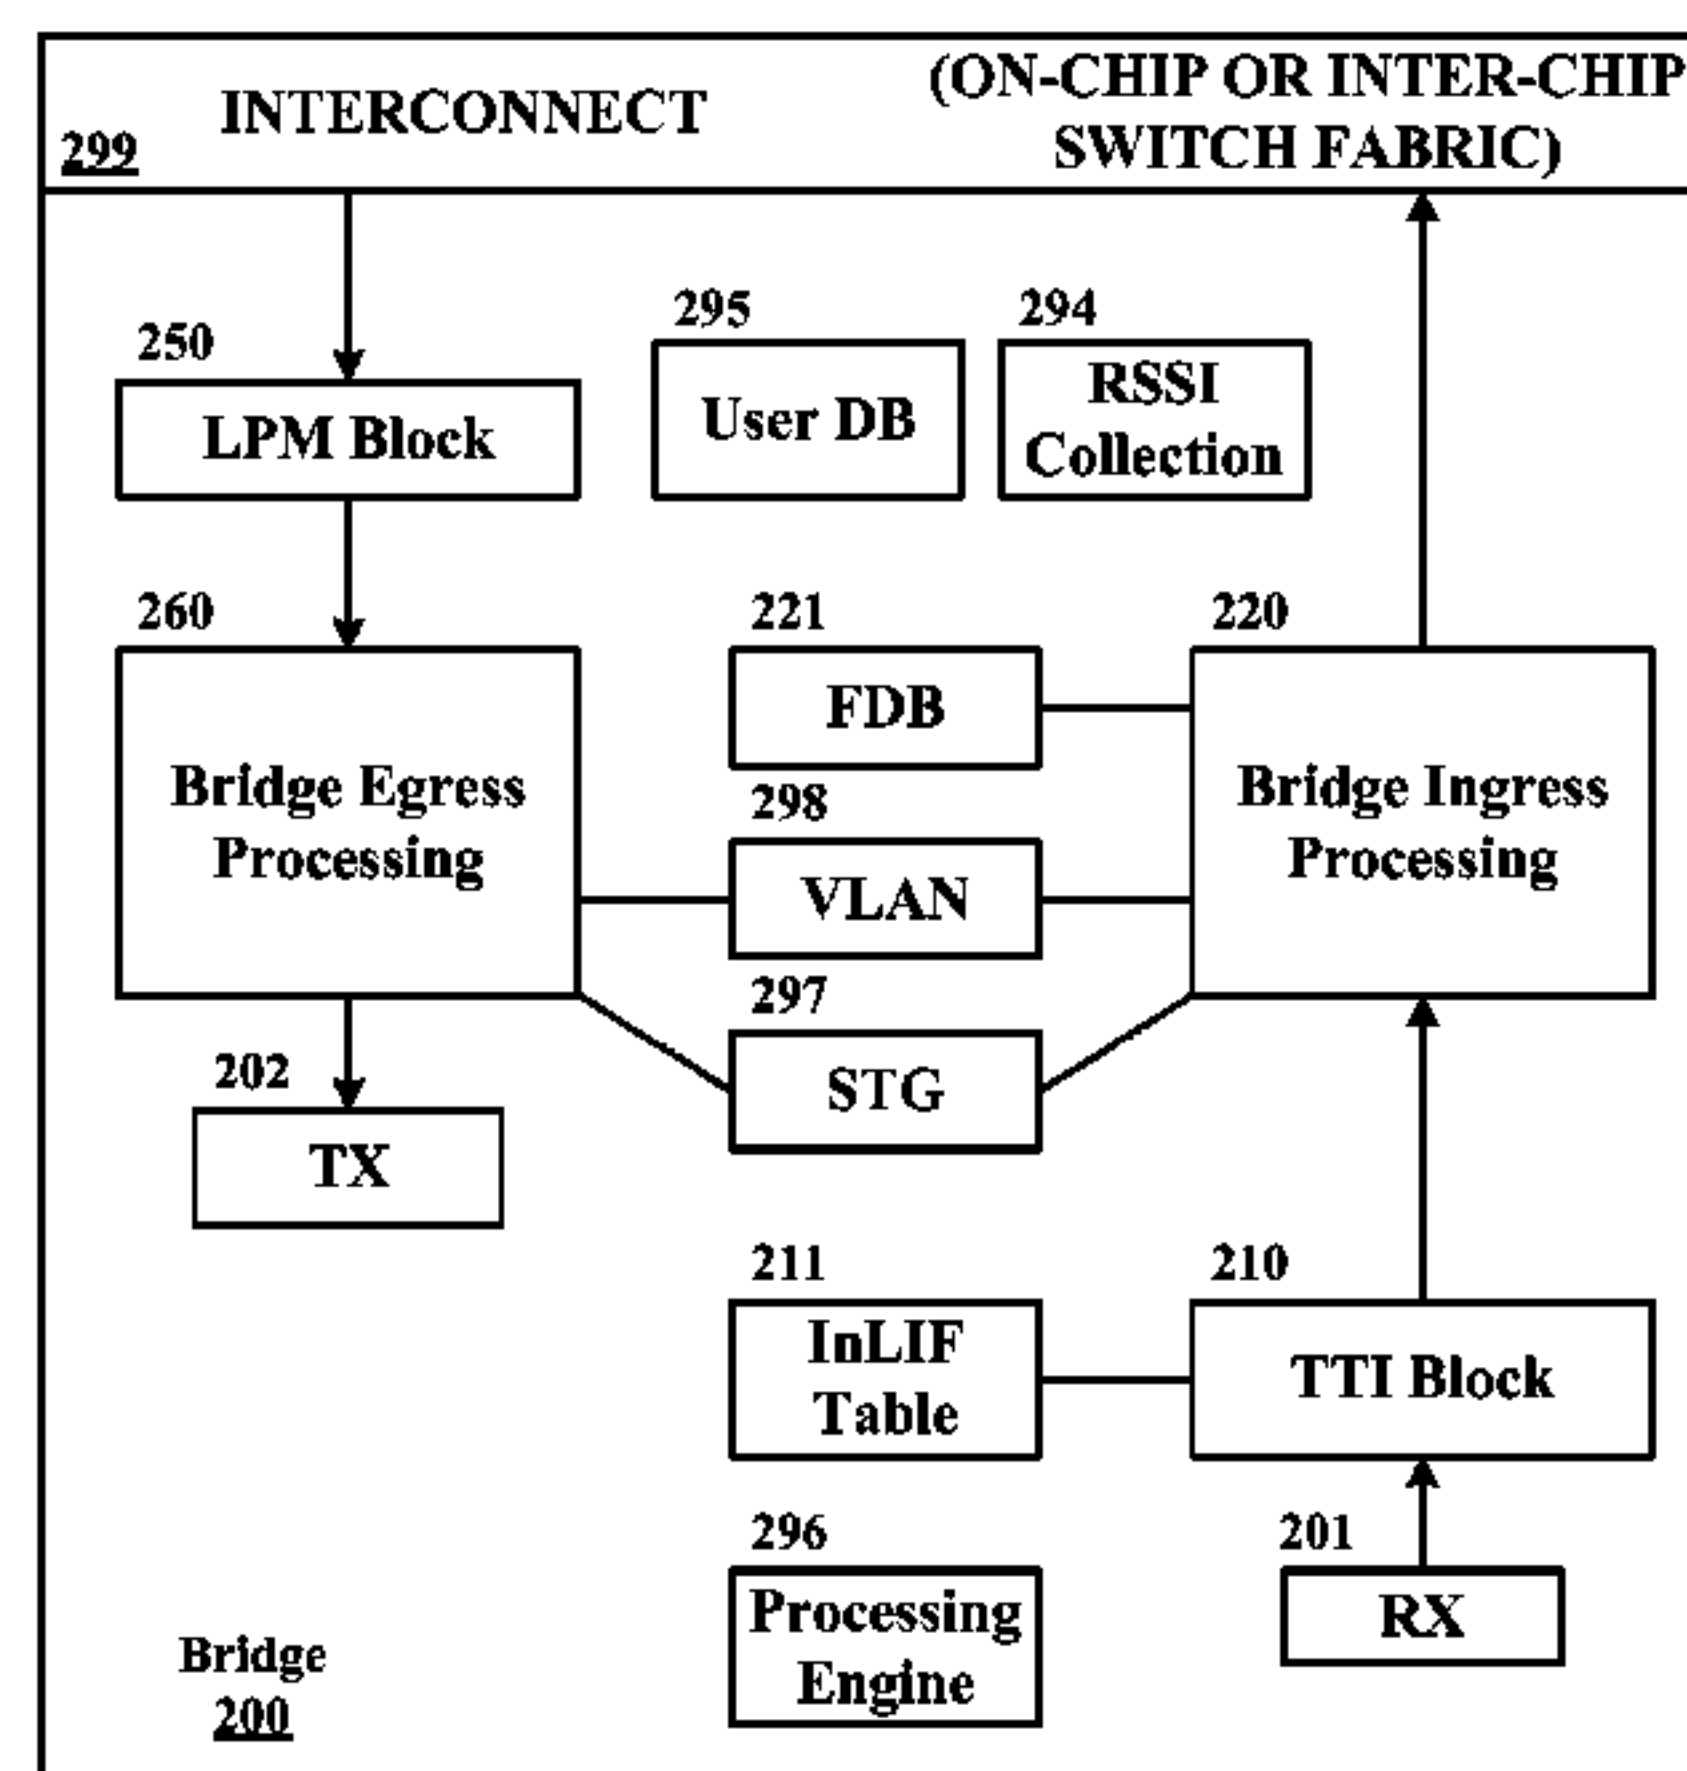 INTERCONNECT
(ON-CHIP OR INTER-CHIP
SWITCH FABRIC)
299
250
LPM Block
295
User DB
294
RSSI
Collection
260
Bridge Egress
Processing
221
FDB
298
VLAN
297
STG
220
Bridge Ingress
Processing
202
TX
211
InLIF
Table
210
TTI Block
296
Processing
Engine
201
RX
Bridge
200